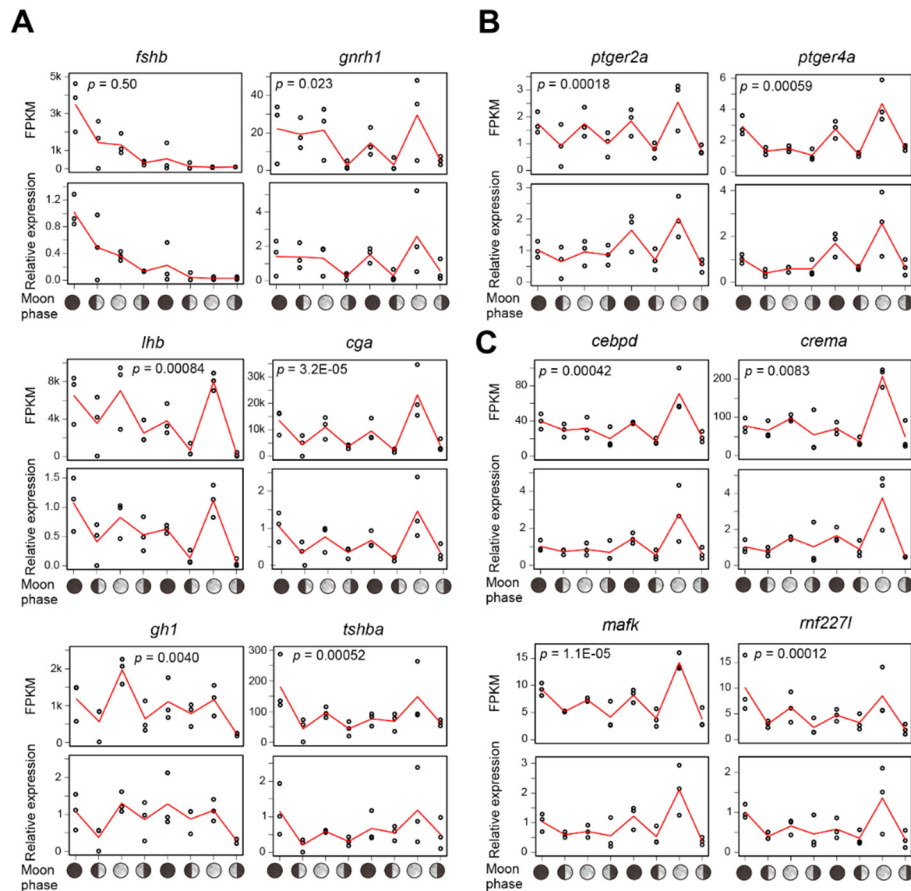 A
B
fshb
gnrh1
ptger2a
ptger4a
FPKM
5k
3k
1k
0
p = 0.50
40
20
0
p = 0.023
FPKM
3
2
1
0
p = 0.00018
6
4
2
0
p = 0.00059
Relative expression
1.2
0.8
0.4
0.0
4
2
0
Relative expression
3
2
1
0
4
2
0
Moon phase
Moon phase
lhb
cga
C
cebpd
crema
FPKM
8k
4k
0
p = 0.00084
30k
20k
10k
0
p = 3.2E-05
FPKM
100
80
40
0
p = 0.00042
200
100
0
p = 0.0083
Relative expression
1.5
1.0
0.5
0.0
2
1
0
Relative expression
4
2
0
4
2
0
Moon phase
Moon phase
gh1
tshba
mafk
rnf227l
FPKM
2k
1k
0
p = 0.0040
300
200
100
0
p = 0.00052
FPKM
15
10
5
0
p = 1.1E-05
15
10
5
0
p = 0.00012
Relative expression
2
1
0
2
1
0
Relative expression
3
2
1
0
2
1
0
Moon phase
Moon phase